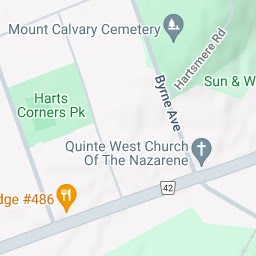 Mount Calvary Cemetery
Hartsmere Rd
Byrne Ave
Sun & W
Harts
Corners Pk
Quinte West Church
Of The Nazarene
42
dge #486